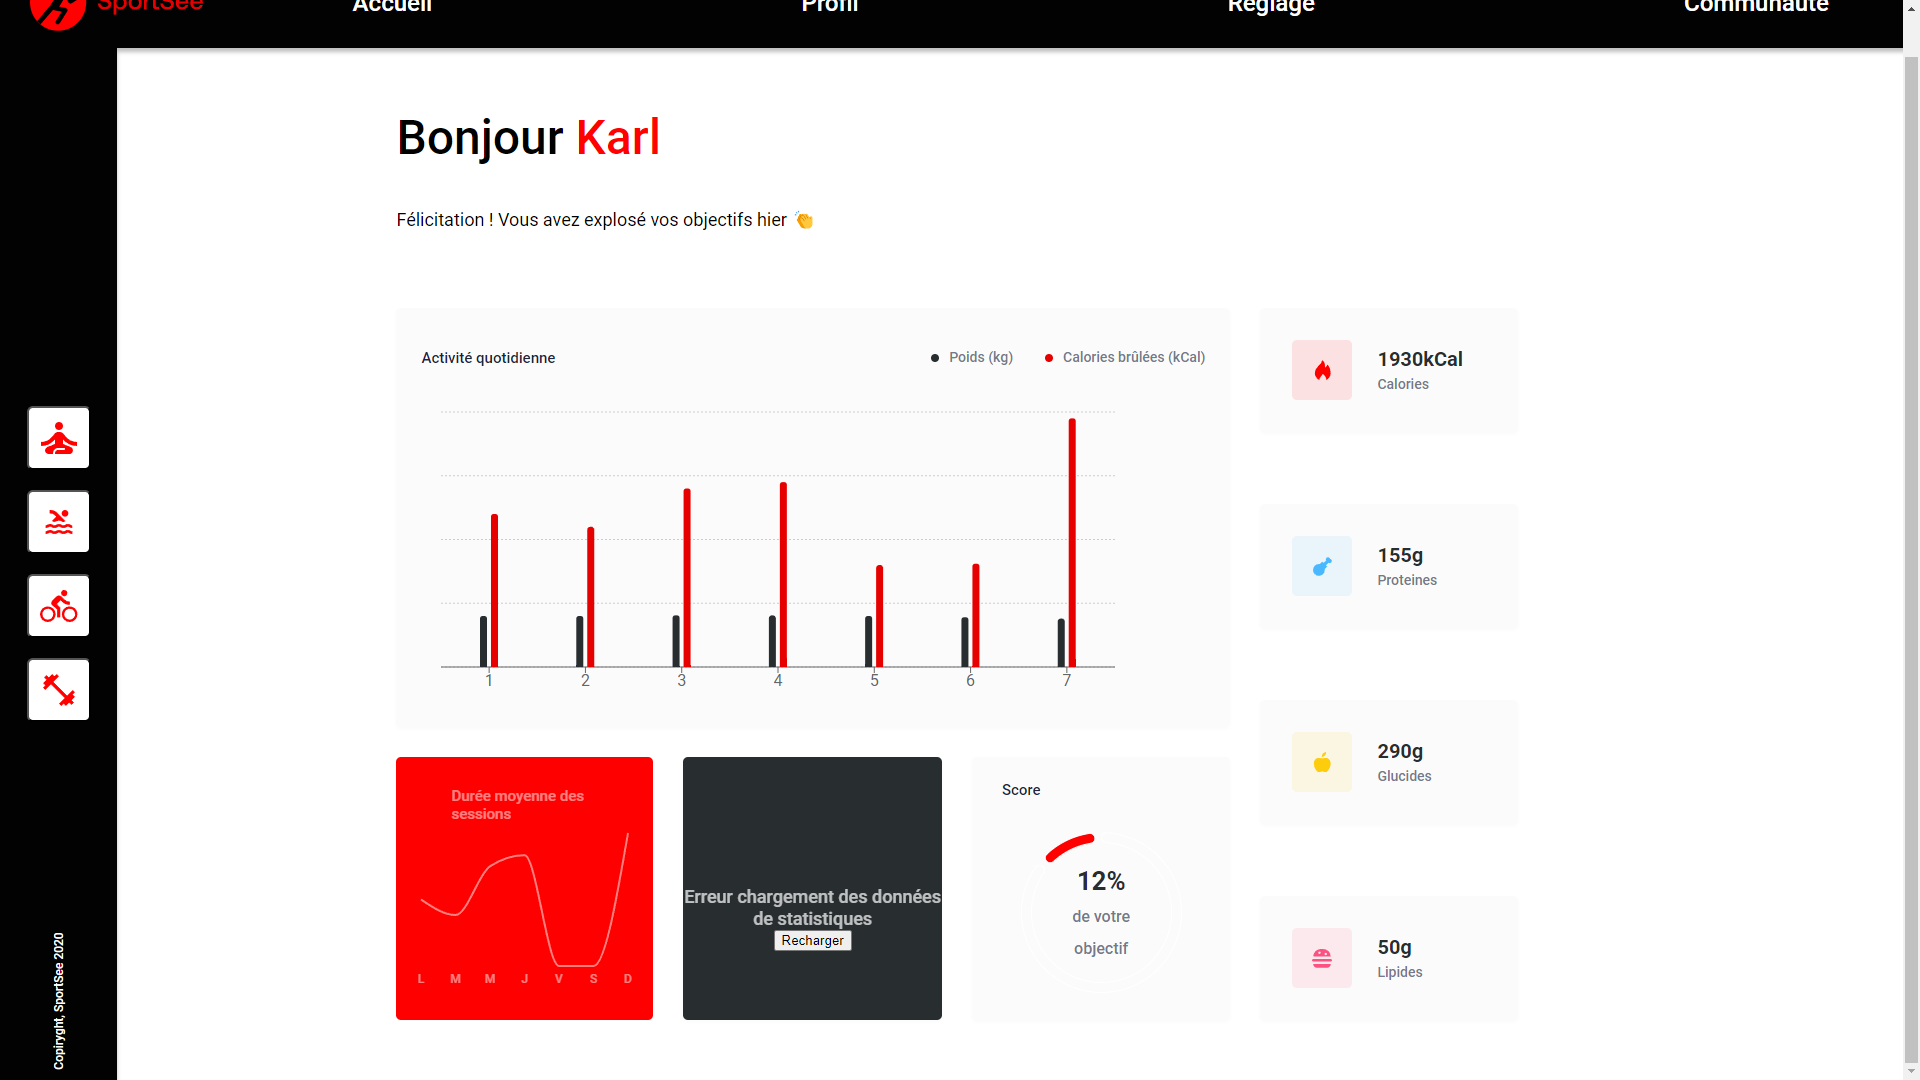 SportSee
Accueil
Profil
Réglage
Communauté
Bonjour Karl
Félicitation ! Vous avez explosé vos objectifs hier 👏
Activité quotidienne
Poids (kg)
Calories brûlées (kCal)
1 2 3 4 5 6 7
1930kCal
Calories
155g
Proteines
290g
Glucides
50g
Lipides
Durée moyenne des
sessions
L M M J V S D
Erreur chargement des données
de statistiques
Recharger
Score
12%
de votre
objectif
Copiryght, SportSee 2020